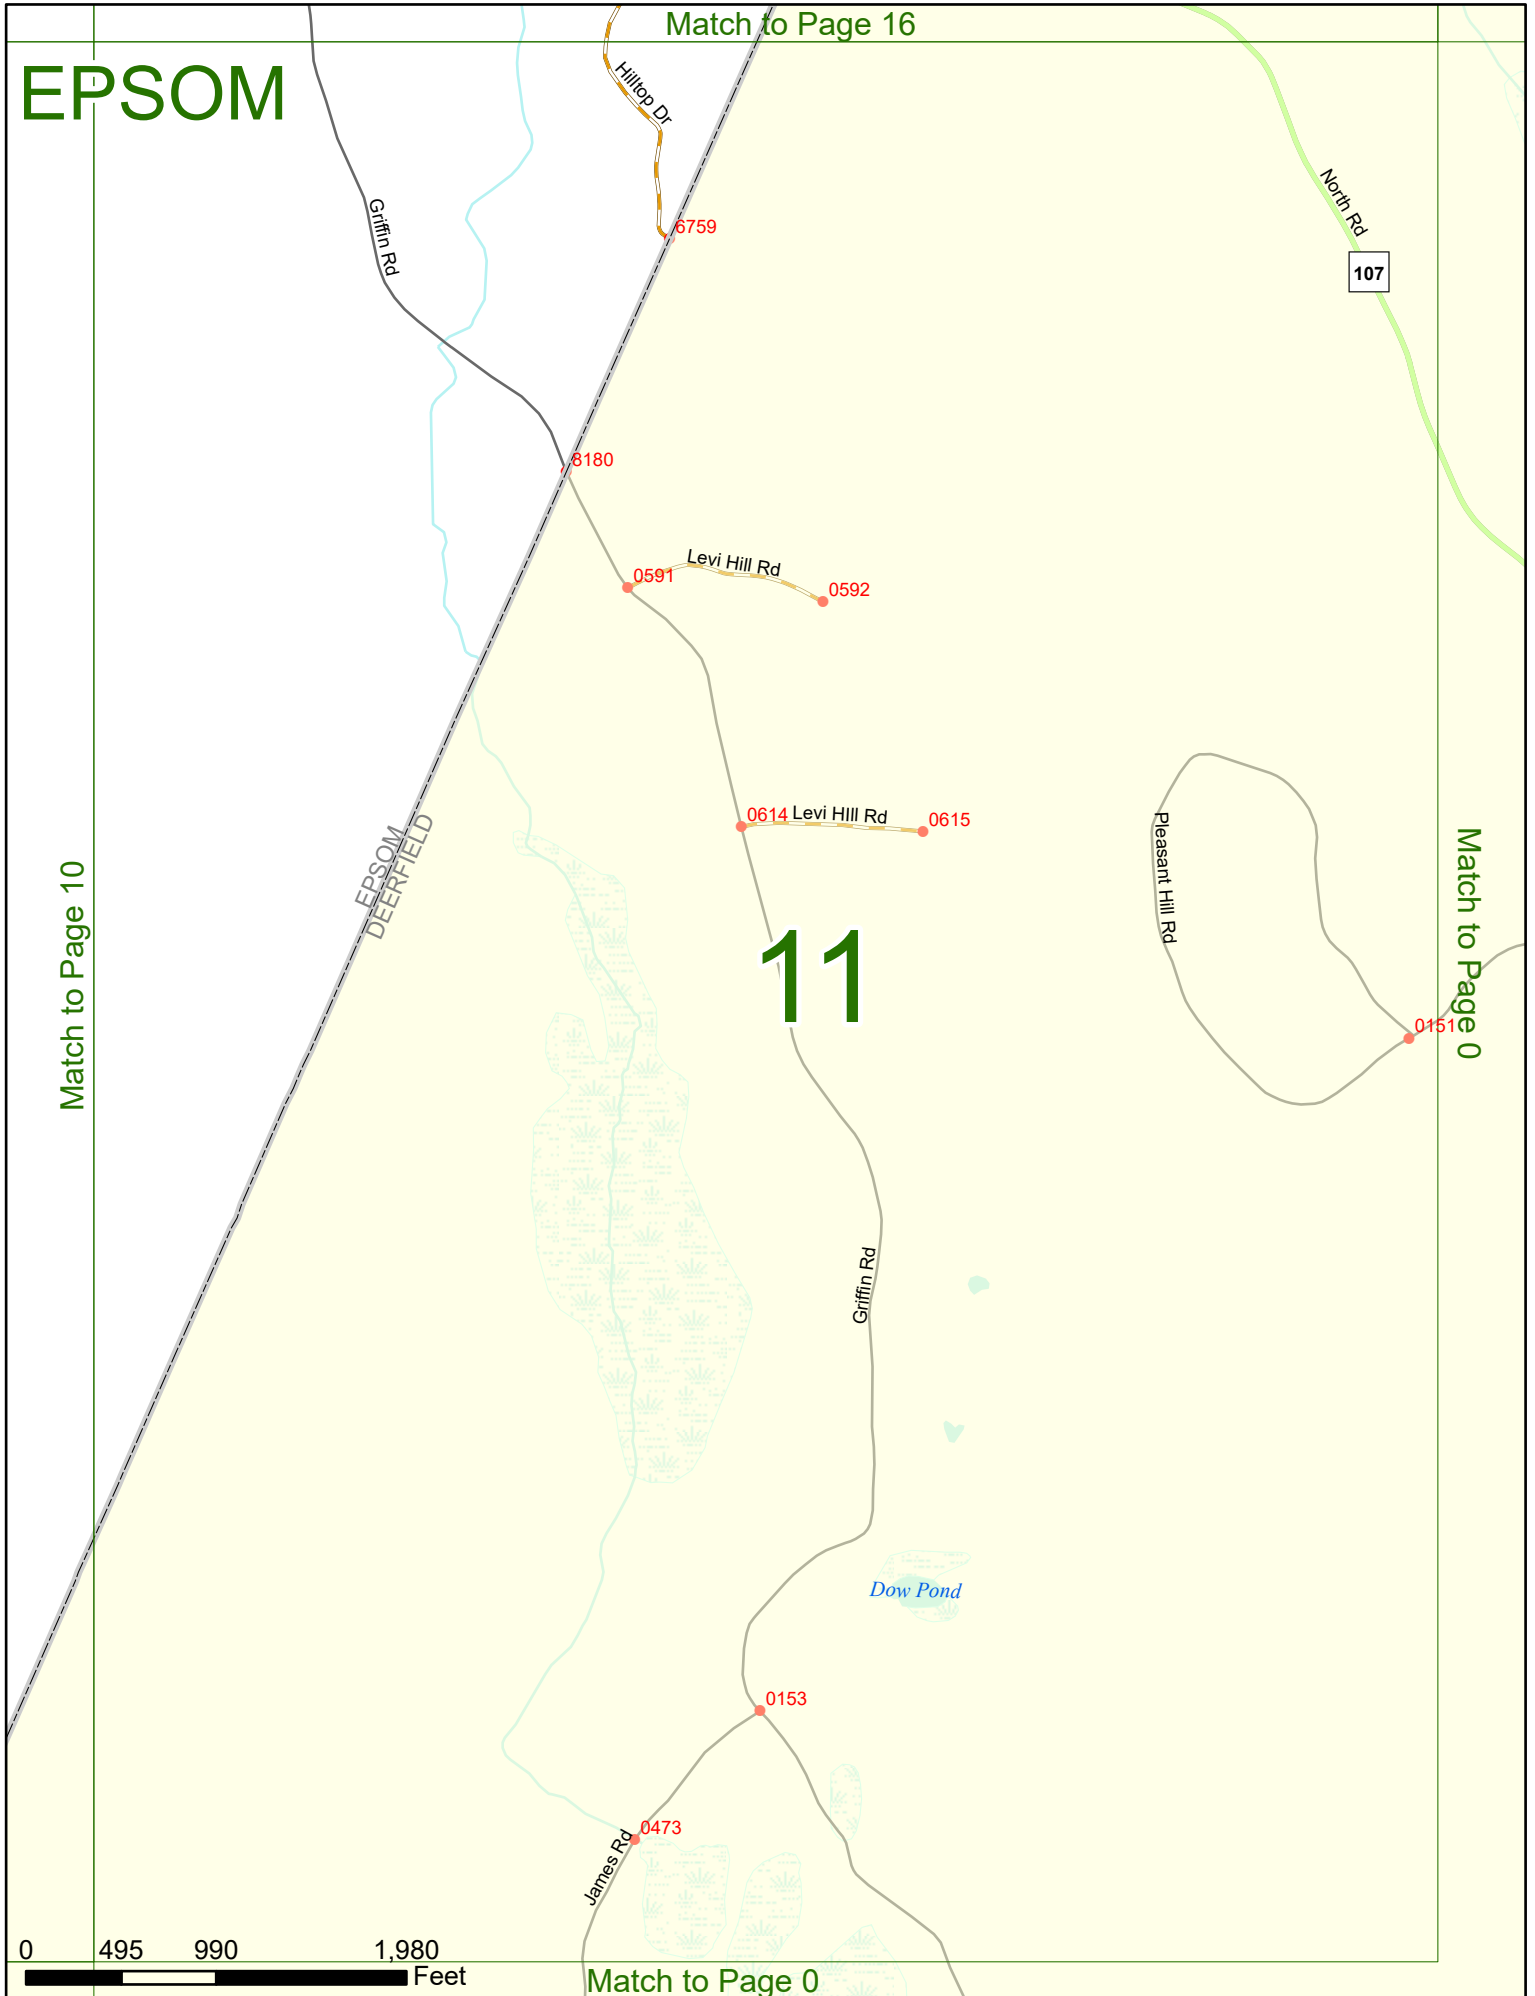 Match to Page 16
EPSOM
Hilltop Dr
North Rd
Griffin Rd
6759
107
8180
Levi Hill Rd
0591
0592
0614
Levi HIll Rd
0615
Pleasant Hill Rd
EPSOM
DEERFIELD
Match to Page 10
Match to Page 0
11
0151
Griffin Rd
Dow Pond
0153
0473
James Rd
0 495 990 1,980
Feet
Match to Page 0